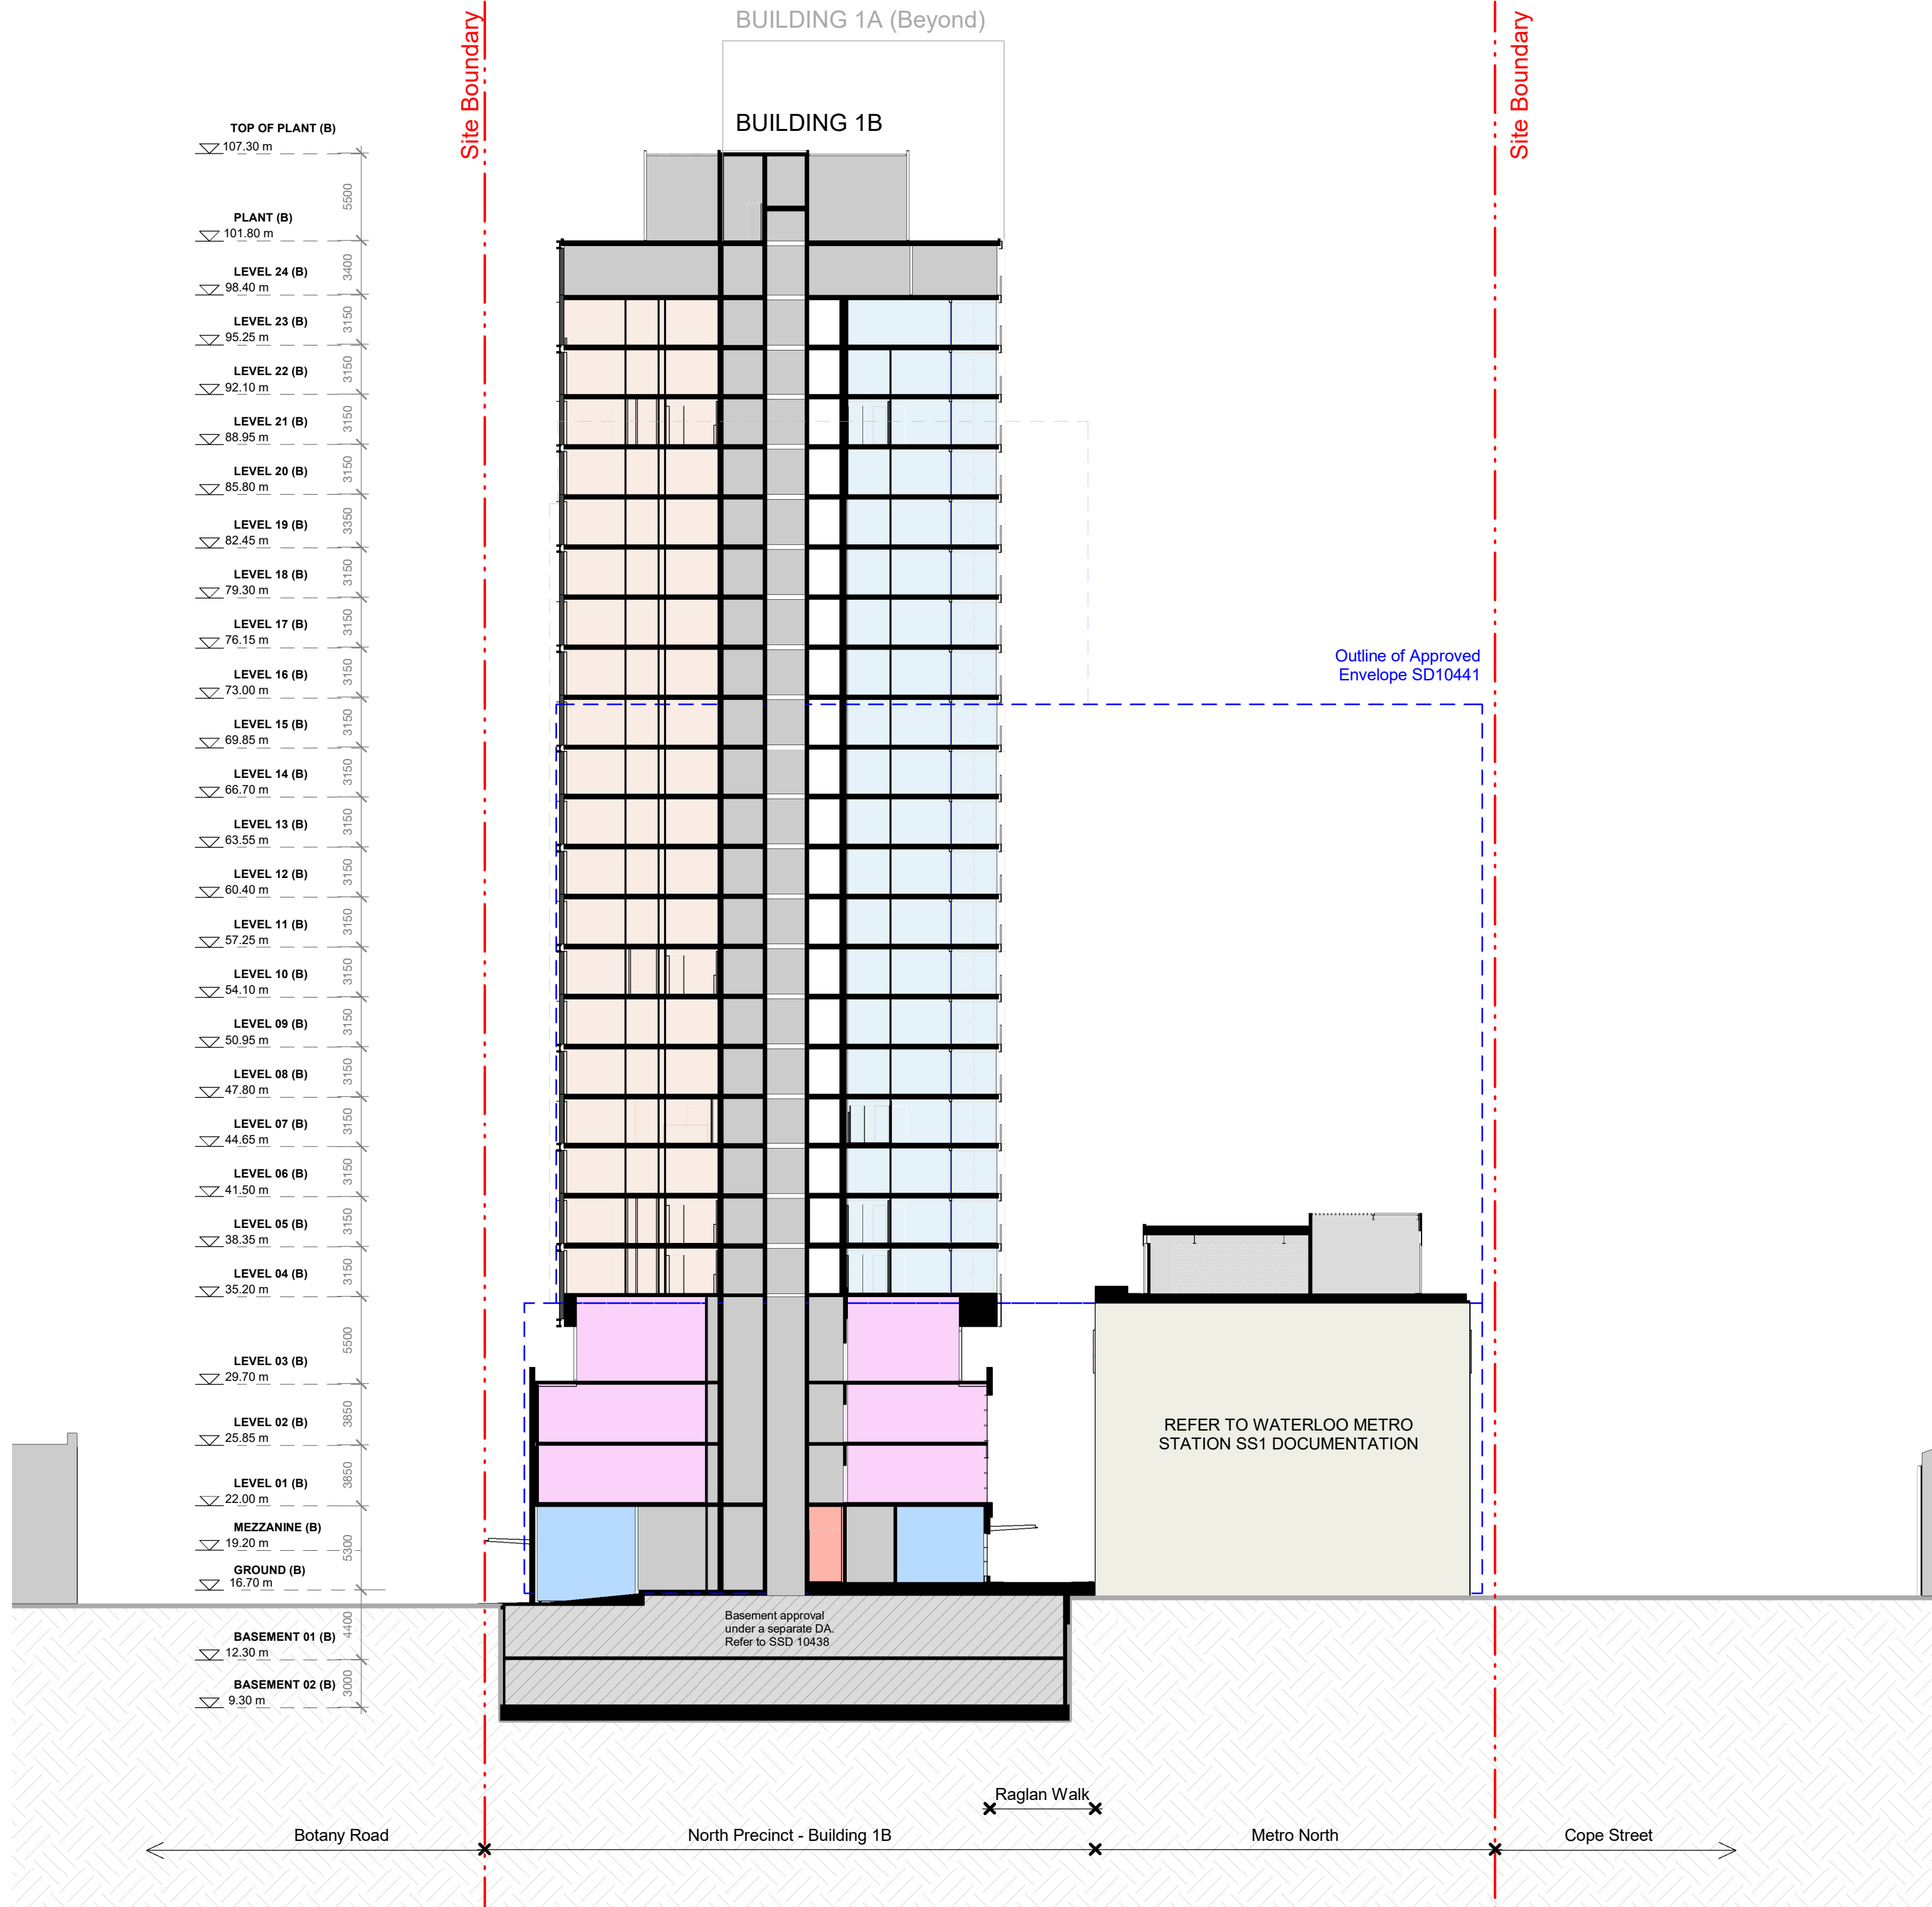 BUILDING 1A (Beyond)
Site Boundary
Site Boundary
BUILDING 1B
TOP OF PLANT (B)
107.30 m
5500
PLANT (B)
101.80 m
3400
LEVEL 24 (B)
98.40 m
3150
LEVEL 23 (B)
95.25 m
3150
LEVEL 22 (B)
92.10 m
3150
LEVEL 21 (B)
88.95 m
3150
LEVEL 20 (B)
85.80 m
3350
LEVEL 19 (B)
82.45 m
3150
LEVEL 18 (B)
79.30 m
3150
LEVEL 17 (B)
76.15 m
3150
LEVEL 16 (B)
73.00 m
3150
LEVEL 15 (B)
69.85 m
3150
LEVEL 14 (B)
66.70 m
3150
LEVEL 13 (B)
63.55 m
3150
LEVEL 12 (B)
60.40 m
3150
LEVEL 11 (B)
57.25 m
3150
LEVEL 10 (B)
54.10 m
3150
LEVEL 09 (B)
50.95 m
3150
LEVEL 08 (B)
47.80 m
3150
LEVEL 07 (B)
44.65 m
3150
LEVEL 06 (B)
41.50 m
3150
LEVEL 05 (B)
38.35 m
3150
LEVEL 04 (B)
35.20 m
5500
LEVEL 03 (B)
29.70 m
3850
LEVEL 02 (B)
25.85 m
3850
LEVEL 01 (B)
22.00 m
MEZZANINE (B)
19.20 m
5300
GROUND (B)
16.70 m
4400
BASEMENT 01 (B)
12.30 m
3000
BASEMENT 02 (B)
9.30 m
Outline of Approved
Envelope SD10441
REFER TO WATERLOO METRO
STATION SS1 DOCUMENTATION
Basement approval
under a separate DA.
Refer to SSD 10438
Raglan Walk
Botany Road
North Precinct - Building 1B
Metro North
Cope Street